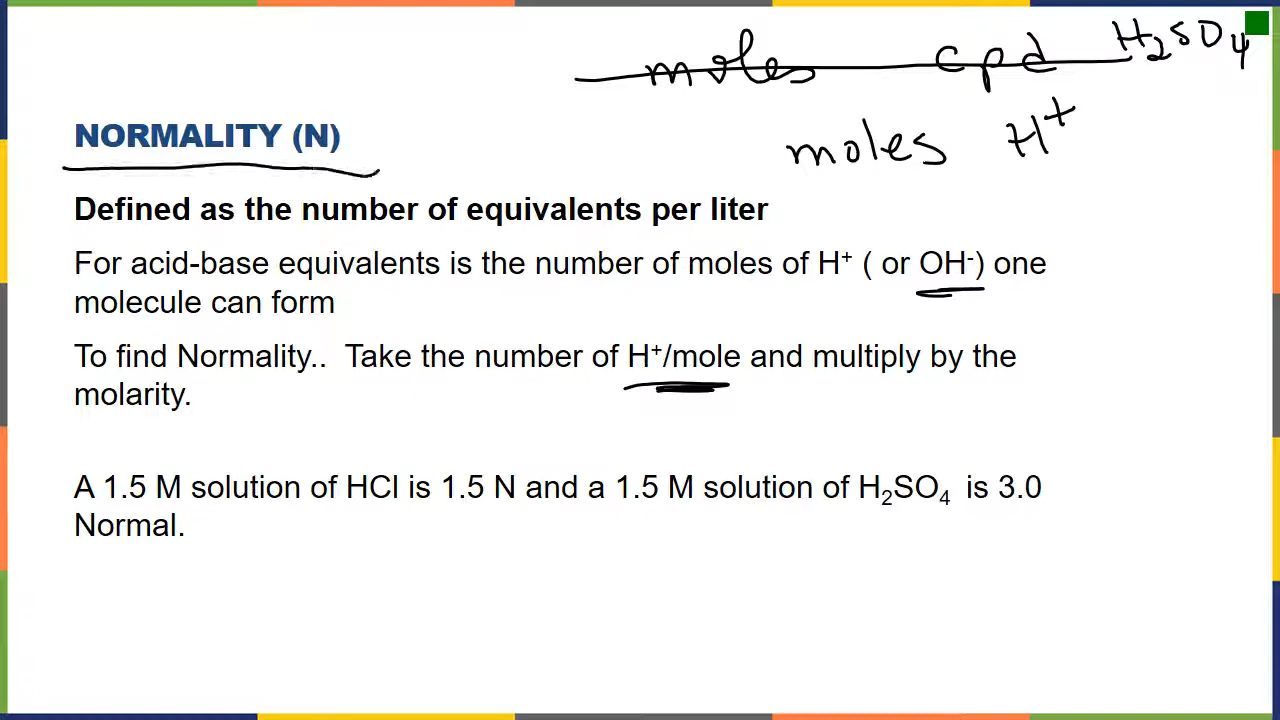 moles cpd H₂SO₄
moles H⁺
NORMALITY (N)
Defined as the number of equivalents per liter
For acid-base equivalents is the number of moles of H⁺ ( or OH⁻) one
molecule can form
To find Normality.. Take the number of H⁺/mole and multiply by the
molarity.
A 1.5 M solution of HCl is 1.5 N and a 1.5 M solution of H₂SO₄ is 3.0
Normal.